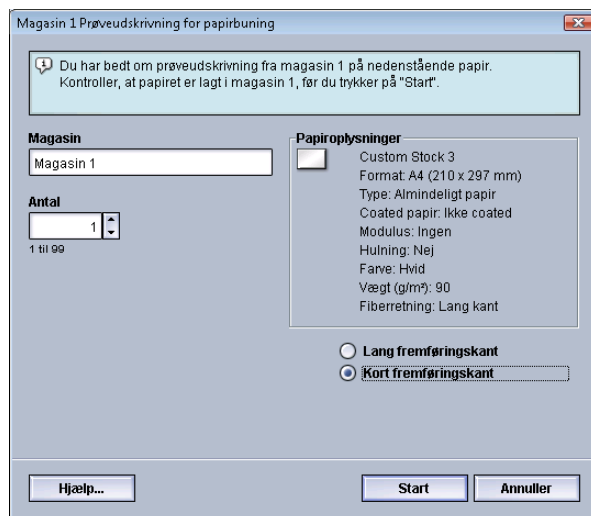 Magasin 1 Prøveudskrivning for papirbuning
Du har bedt om prøveudskrivning fra magasin 1 på nedenstående papir.
Kontroller, at papiret er lagt i magasin 1, før du trykker på "Start".
Magasin
Magasin 1
Antal
1
1 til 99
Papiroplysninger
Custom Stock 3
Format: A4 (210 x 297 mm)
Type: Almindeligt papir
Coated papir: Ikke coated
Modulus: Ingen
Hulning: Nej
Farve: Hvid
Vægt (g/m²): 90
Fiberretning: Lang kant
Lang fremføringskant
Kort fremføringskant
Hjælp...
Start
Annuller